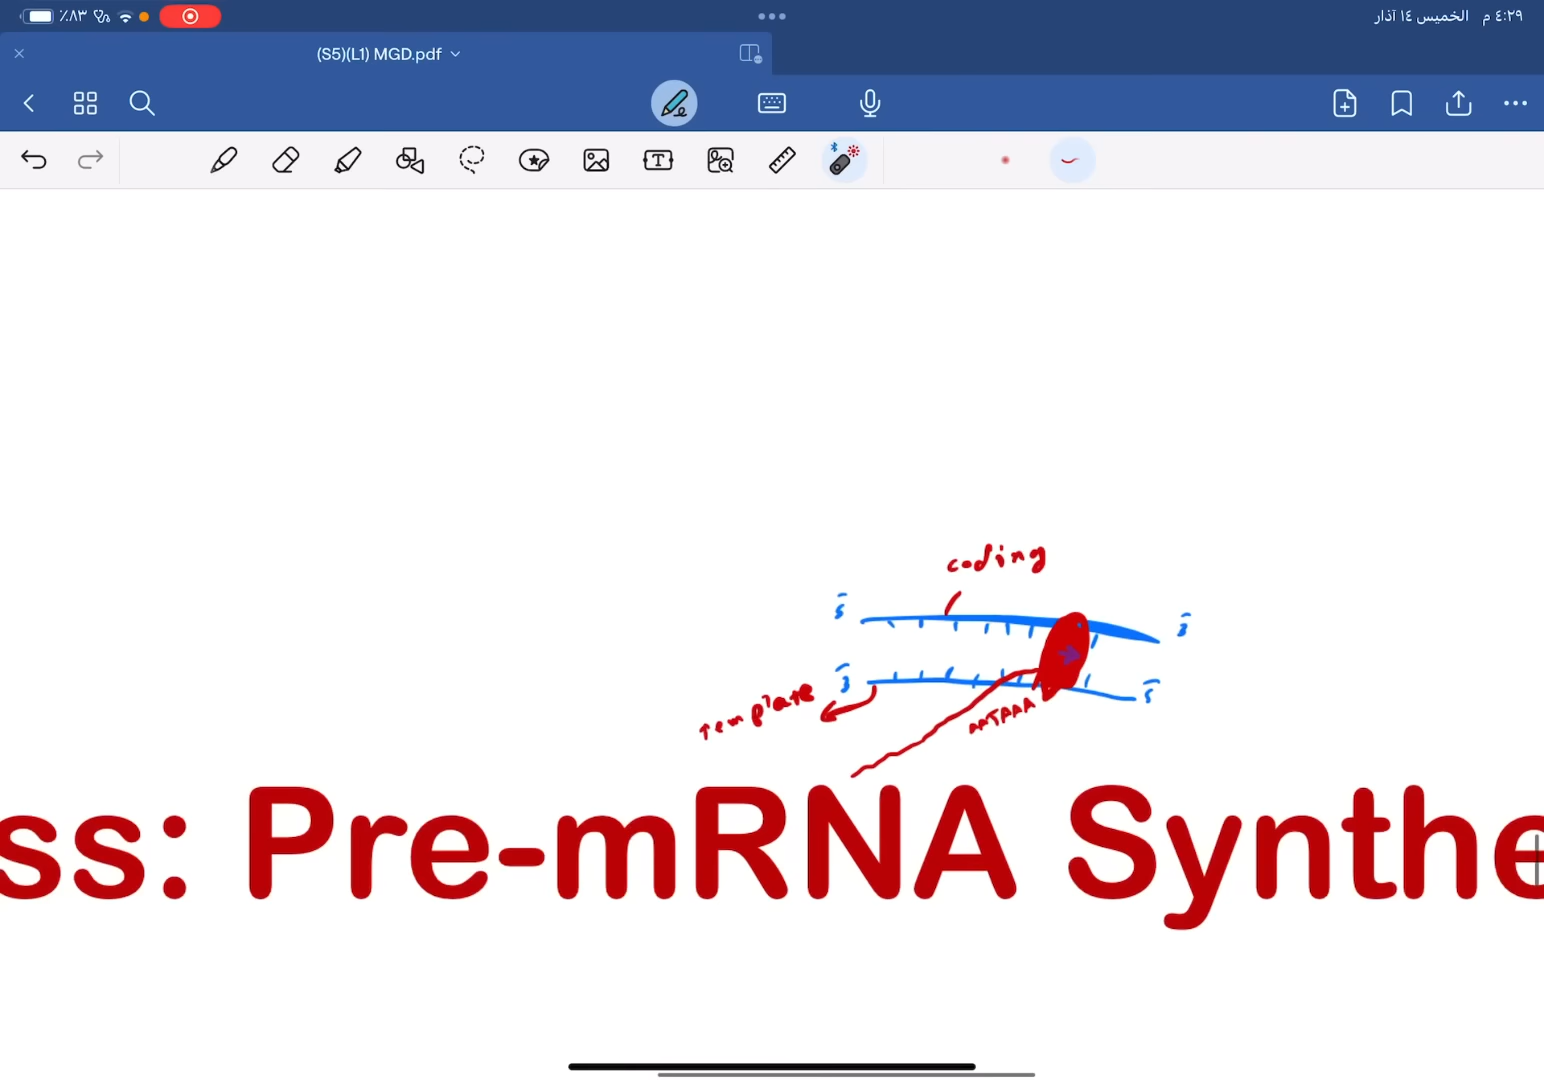 ٪٨٣ الخميس ١٤ آذار ٤:٢٩ م
(S5)(L1) MGD.pdf
T
coding
5̄ 3̄
3̄ 5̄
Template
ss: Pre-mRNA Synthe